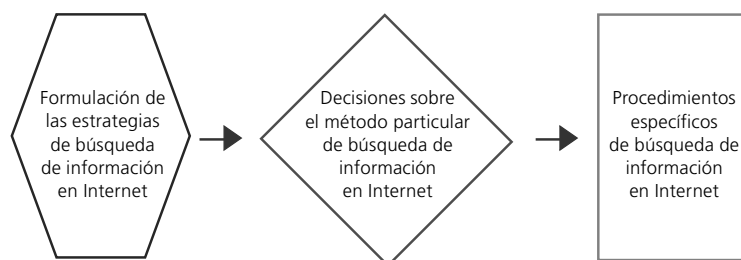 Formulación de
las estrategias
de búsqueda
de información
en Internet
Decisiones sobre
el método particular
de búsqueda de
información
en Internet
Procedimientos
específicos
de búsqueda de
información
en Internet